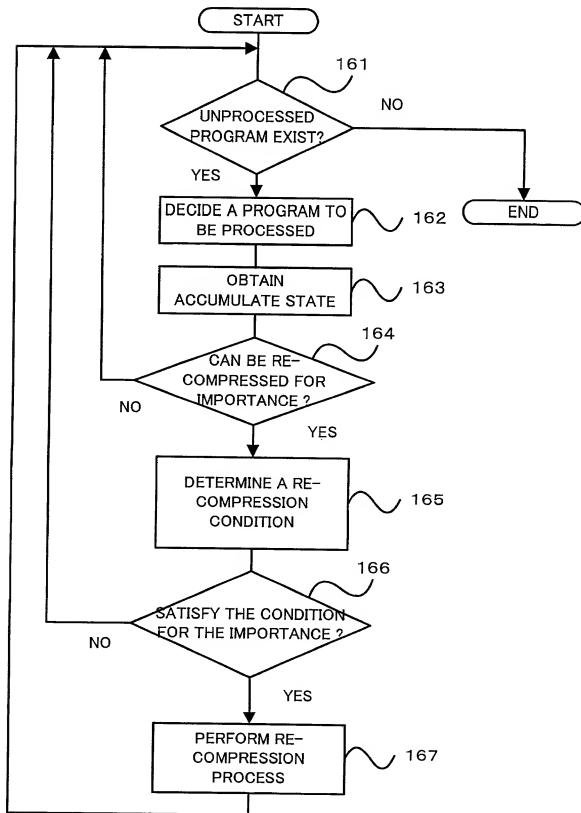 START
161
UNPROCESSED
PROGRAM EXIST?
NO
YES
DECIDE A PROGRAM TO
BE PROCESSED
162
END
OBTAIN
ACCUMULATE STATE
163
164
CAN BE RE-
COMPRESSED FOR
IMPORTANCE ?
NO
YES
DETERMINE A RE-
COMPRESSION
CONDITION
165
166
SATISFY THE CONDITION
FOR THE IMPORTANCE ?
NO
YES
PERFORM RE-
COMPRESSION
PROCESS
167